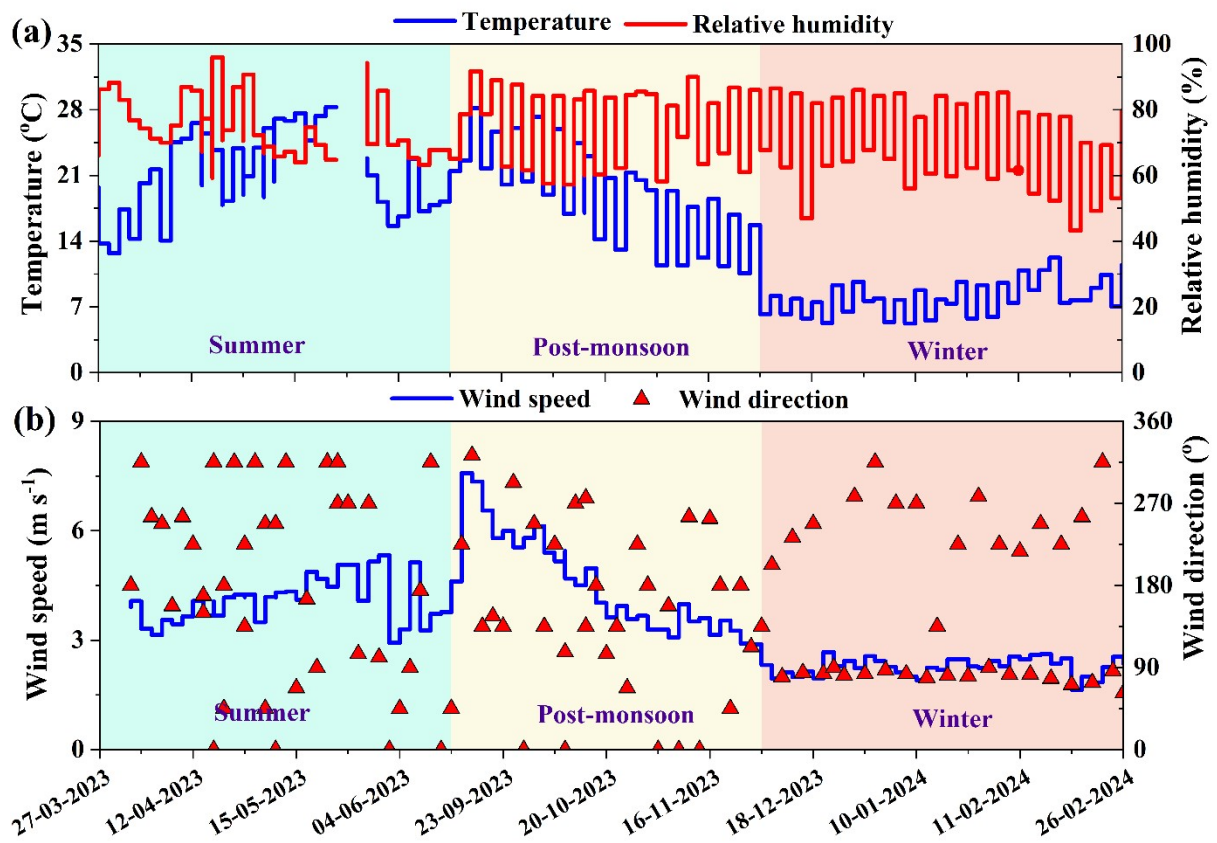 (a) Temperature Relative humidity
35 100
28 80
21 60
14 40
7 20
0 0
Temperature (°C)
Relative humidity (%)
Summer Post-monsoon Winter
(b) Wind speed Wind direction
9 360
270
6
180
3
90
0 0
Wind speed (m s⁻¹)
Wind direction (°)
Summer Post-monsoon Winter
27-03-2023 12-04-2023 15-05-2023 04-06-2023 23-09-2023 20-10-2023 16-11-2023 18-12-2023 10-01-2024 11-02-2024 26-02-2024